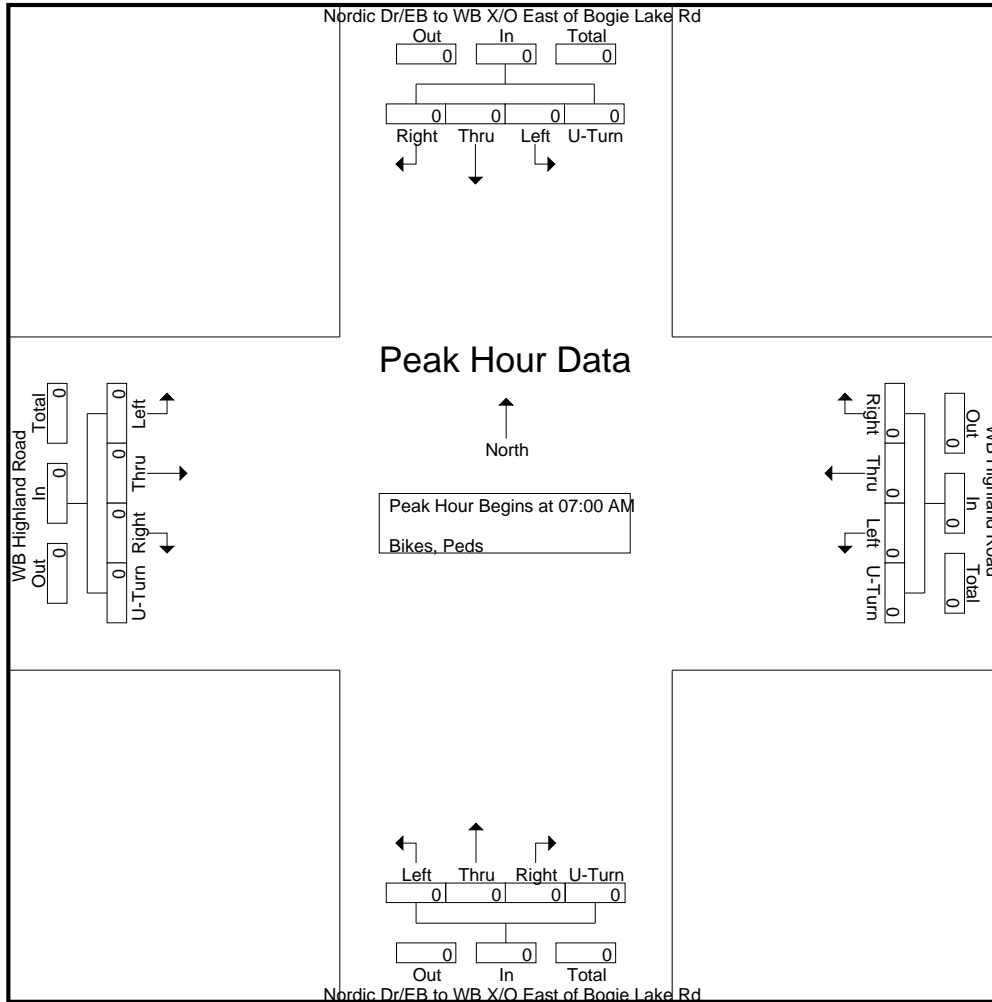 Nordic Dr/EB to WB X/O East of Bogie Lake Rd
Out In Total
0 0 0
0 0 0 0
Right Thru Left U-Turn
Peak Hour Data
North
Peak Hour Begins at 07:00 AM
Bikes, Peds
WB Highland Road
Out In Total
0 0 0
0 0 0 0
U-Turn Right Thru Left
WB Highland Road
Out In Total
0 0 0
0 0 0 0
Right Thru Left U-Turn
Left Thru Right U-Turn
0 0 0 0
0 0 0
Out In Total
Nordic Dr/EB to WB X/O East of Bogie Lake Rd